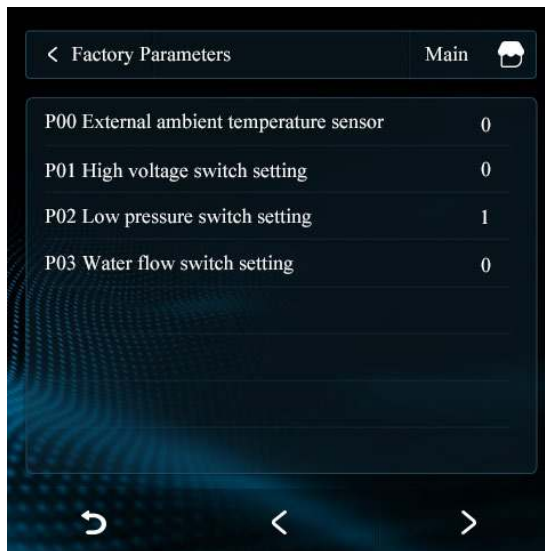 < Factory Parameters Main
P00 External ambient temperature sensor 0
P01 High voltage switch setting 0
P02 Low pressure switch setting 1
P03 Water flow switch setting 0